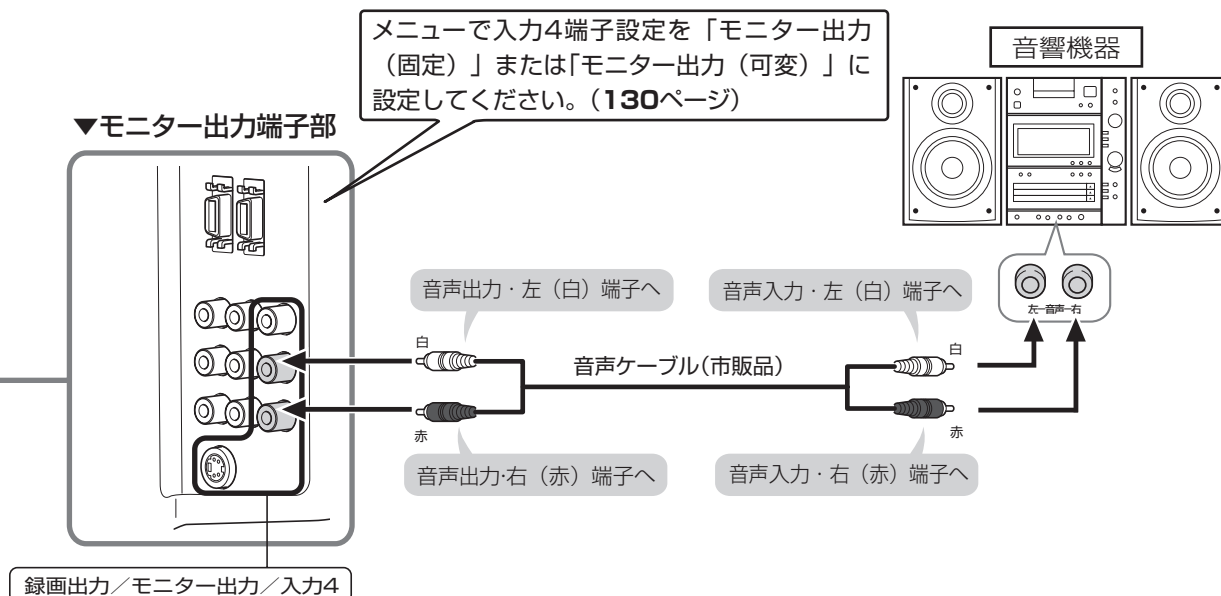 メニューで入力4端子設定を「モニター出力
（固定）」または「モニター出力（可変）」に
設定してください。（130ページ）
音響機器
▼モニター出力端子部
音声出力・左（白）端子へ
音声入力・左（白）端子へ
左ー音声ー右
白
白
音声ケーブル（市販品）
赤
赤
音声出力・右（赤）端子へ
音声入力・右（赤）端子へ
録画出力／モニター出力／入力4